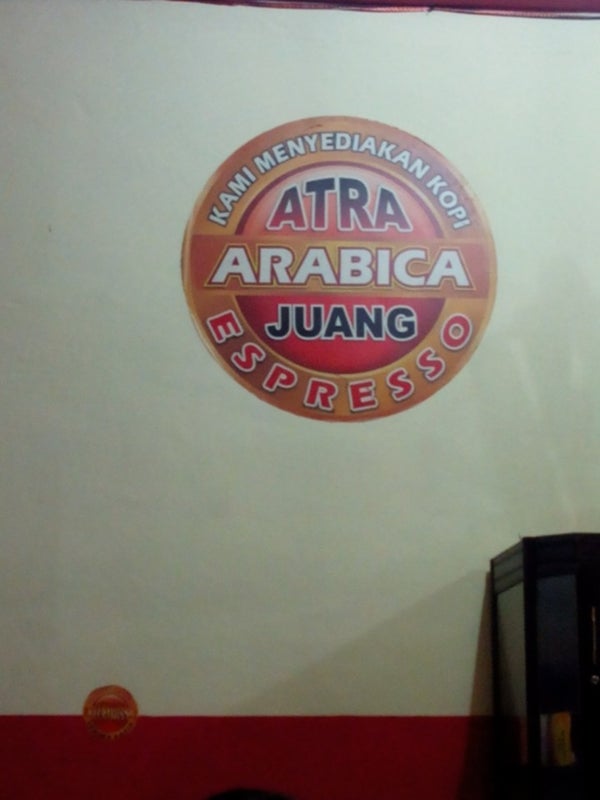 KAMI MENYEDIAKAN KOPI
ATRA
ARABICA
JUANG
ESPRESSO